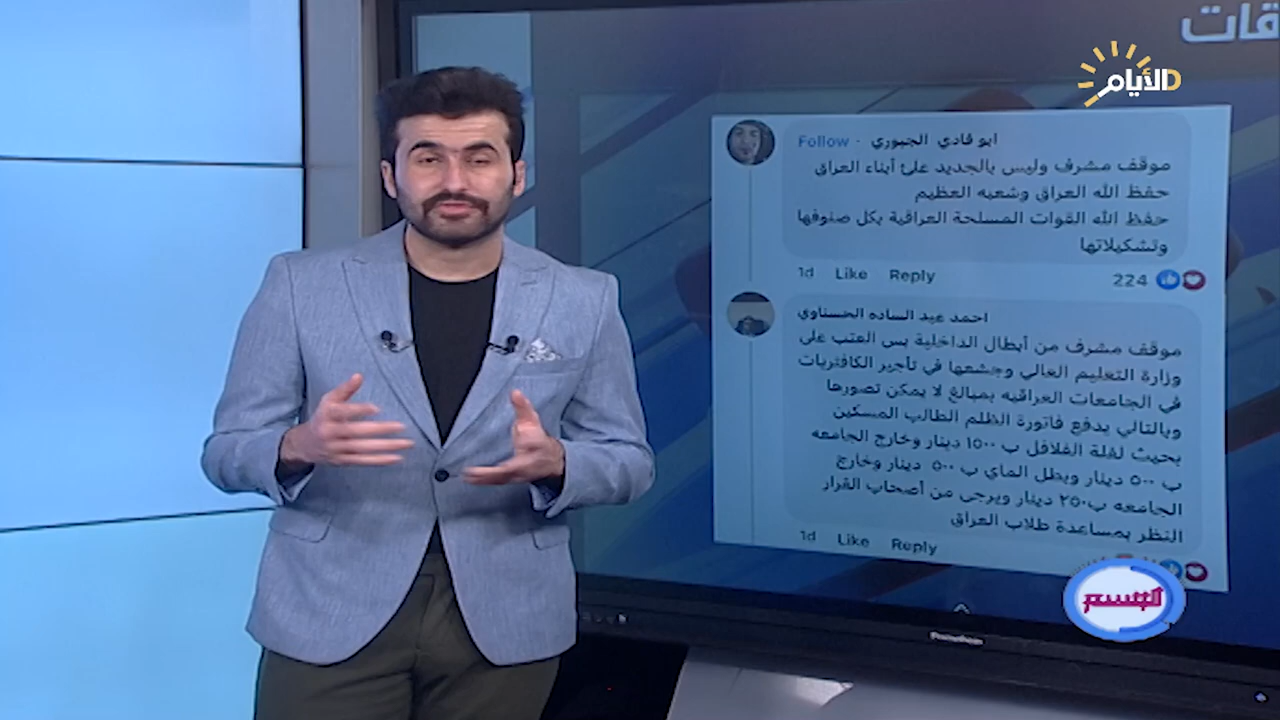 قات
الأيام
ابو فادي الجبوري · Follow
موقف مشرف وليس بالجديد علئ أبناء العراق
حفظ الله العراق وشعبه العظيم
حفظ الله القوات المسلحة العراقية بكل صنوفها
وتشكيلاتها
1d Like Reply 224
احمد عبد الساده الحسناوي
موقف مشرف من أبطال الداخلية بس العتب على
وزارة التعليم العالي وجشعها في تأجير الكافتريات
في الجامعات العراقيه بمبالغ لا يمكن تصورها
وبالتالي يدفع فاتورة الظلم الطالب المسكين
بحيث لفلة الفلافل ب ١٥٠٠ دينار وخارج الجامعه
ب ٥٠٠ دينار وبطل الماي ب ٥٠٠ دينار وخارج
الجامعه ب٢٥٠ دينار ويرجى من أصحاب القرار
النظر بمساعدة طلاب العراق
1d Like Reply